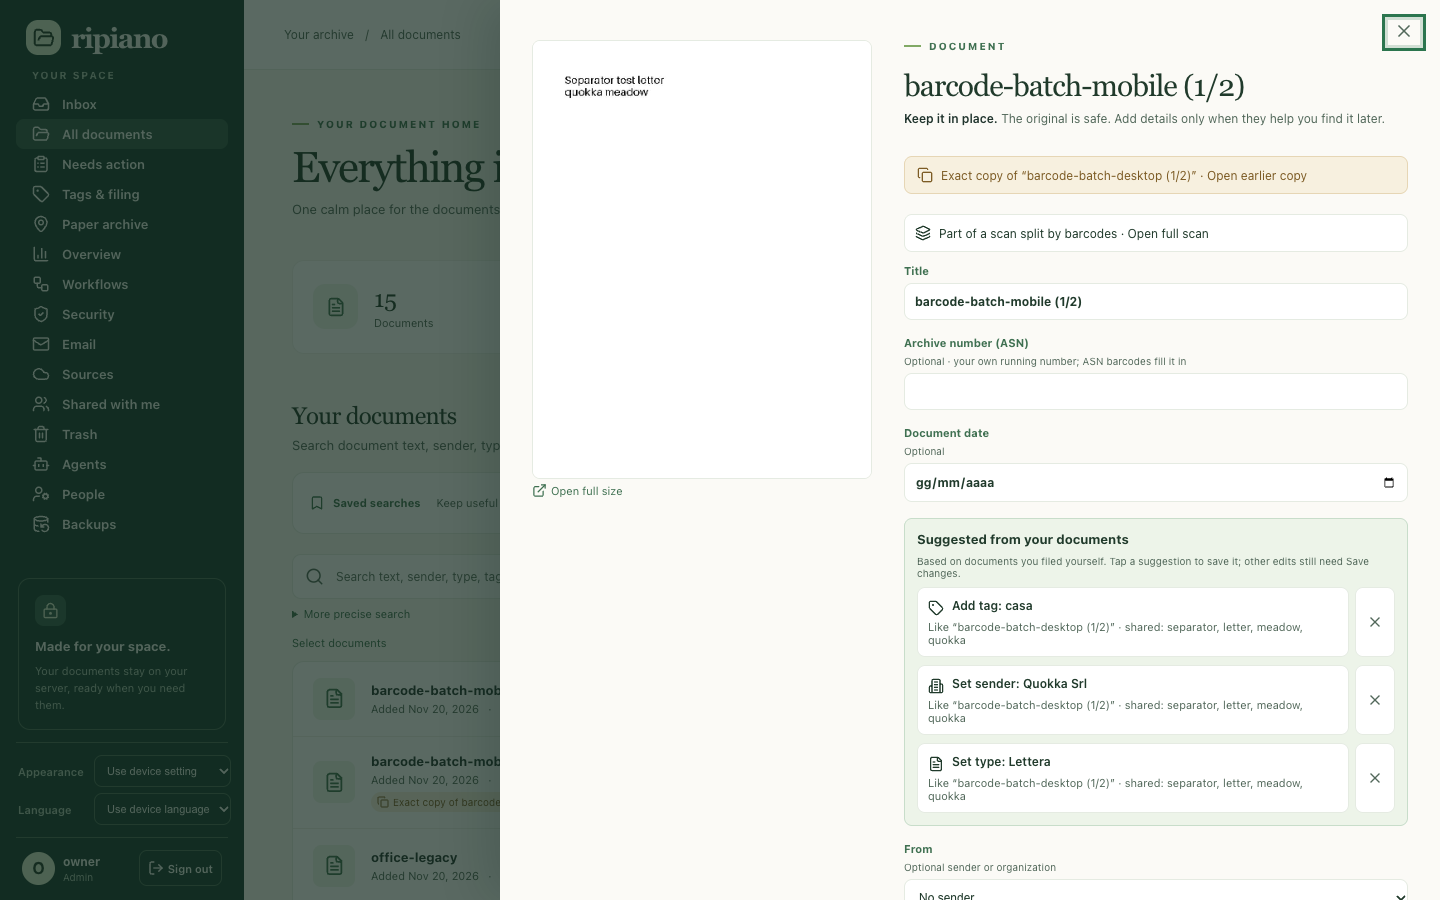 ripiano
YOUR SPACE
Inbox
All documents
Needs action
Tags & filing
Paper archive
Overview
Workflows
Security
Email
Sources
Shared with me
Trash
Agents
People
Backups
Made for your space.
Your documents stay on your
server, ready when you need
them.
Appearance
Use device setting
Language
Use device language
O
owner
Admin
Sign out
Your archive / All documents
YOUR DOCUMENT HOME
Everything i
One calm place for the documents
15
Documents
Your documents
Search document text, sender, typ
Saved searches Keep useful
Search text, sender, type, tag
More precise search
Select documents
barcode-batch-mob
Added Nov 20, 2026 ·
barcode-batch-mob
Added Nov 20, 2026 ·
Exact copy of barcode
office-legacy
Added Nov 20, 2026 ·
Separator test letter
quokka meadow
Open full size
DOCUMENT
barcode-batch-mobile (1/2)
Keep it in place. The original is safe. Add details only when they help you find it later.
Exact copy of “barcode-batch-desktop (1/2)” · Open earlier copy
Part of a scan split by barcodes · Open full scan
Title
barcode-batch-mobile (1/2)
Archive number (ASN)
Optional · your own running number; ASN barcodes fill it in
Document date
Optional
gg/mm/aaaa
Suggested from your documents
Based on documents you filed yourself. Tap a suggestion to save it; other edits still need Save
changes.
Add tag: casa
Like “barcode-batch-desktop (1/2)” · shared: separator, letter, meadow,
quokka
Set sender: Quokka Srl
Like “barcode-batch-desktop (1/2)” · shared: separator, letter, meadow,
quokka
Set type: Lettera
Like “barcode-batch-desktop (1/2)” · shared: separator, letter, meadow,
quokka
From
Optional sender or organization
No sender